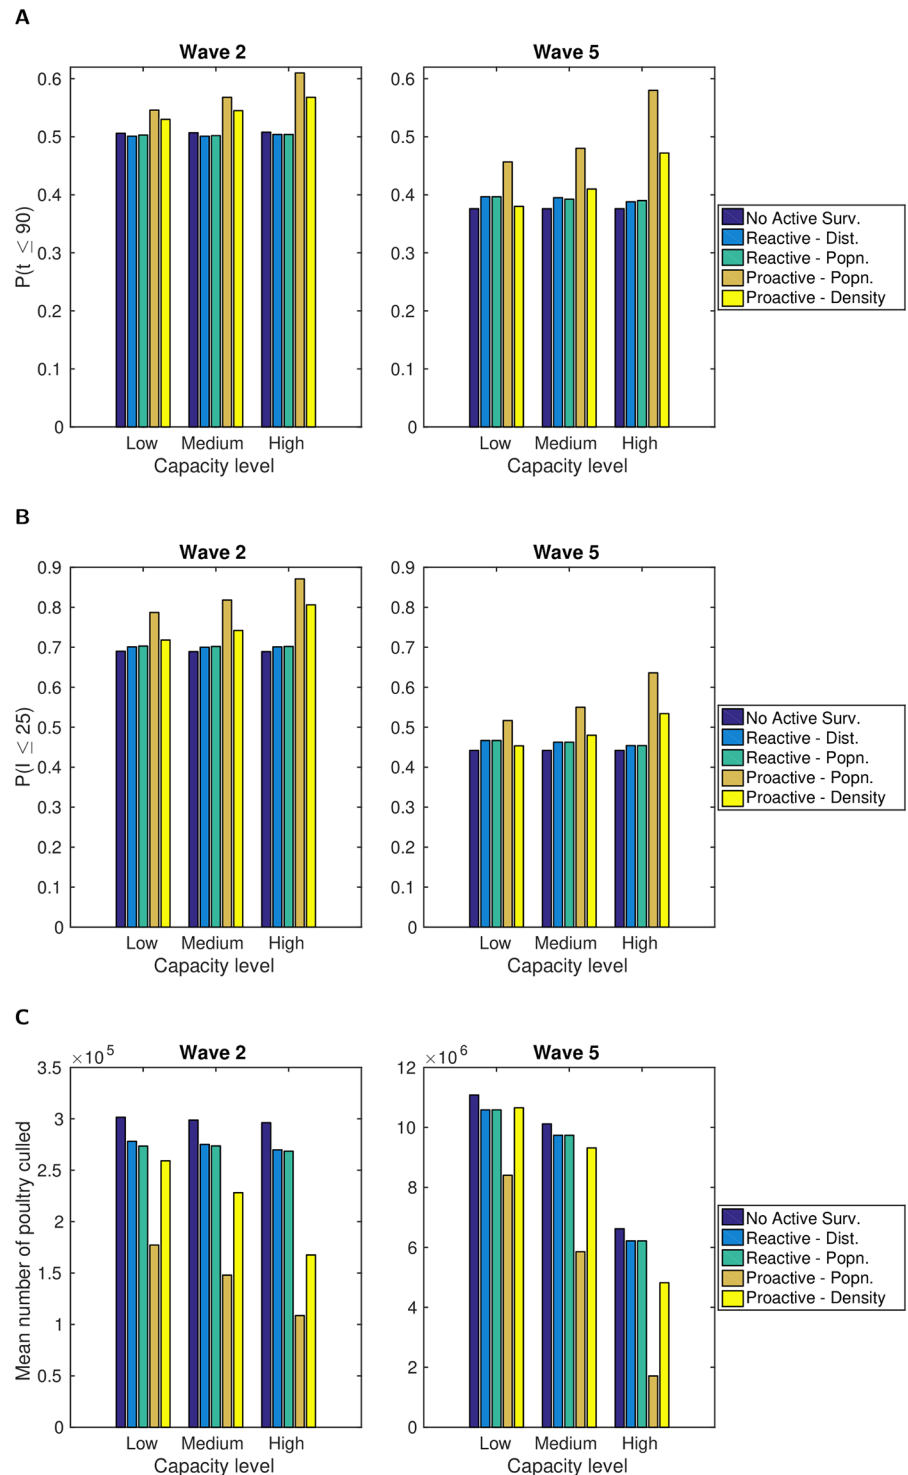 A
Wave 2
Wave 5
P(t ≤ 90)
0.6
0.5
0.4
0.3
0.2
0.1
0
Low Medium High
Capacity level
0.6
0.5
0.4
0.3
0.2
0.1
0
Low Medium High
Capacity level
No Active Surv.
Reactive - Dist.
Reactive - Popn.
Proactive - Popn.
Proactive - Density
B
Wave 2
Wave 5
P(I ≤ 25)
0.9
0.8
0.7
0.6
0.5
0.4
0.3
0.2
0.1
0
Low Medium High
Capacity level
0.9
0.8
0.7
0.6
0.5
0.4
0.3
0.2
0.1
0
Low Medium High
Capacity level
No Active Surv.
Reactive - Dist.
Reactive - Popn.
Proactive - Popn.
Proactive - Density
C
Wave 2
Wave 5
Mean number of poultry culled
×10⁵
3.5
3
2.5
2
1.5
1
0.5
0
Low Medium High
Capacity level
×10⁶
12
10
8
6
4
2
0
Low Medium High
Capacity level
No Active Surv.
Reactive - Dist.
Reactive - Popn.
Proactive - Popn.
Proactive - Density